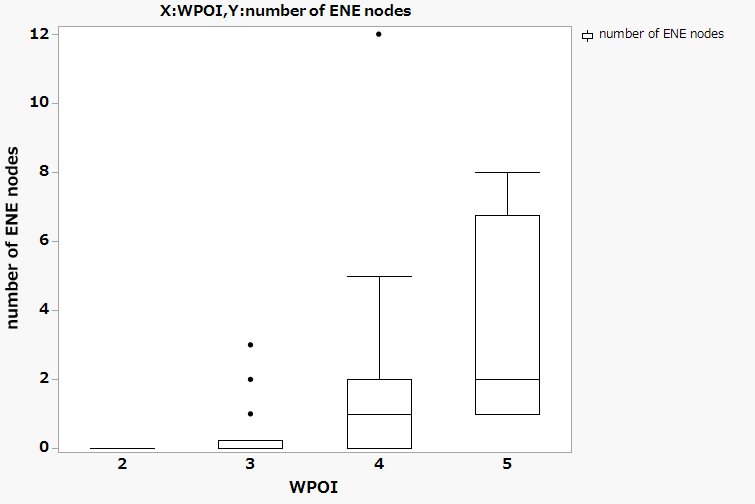 X:WPOI,Y:number of ENE nodes
number of ENE nodes
number of ENE nodes
12
10
8
6
4
2
0
2 3 4 5
WPOI